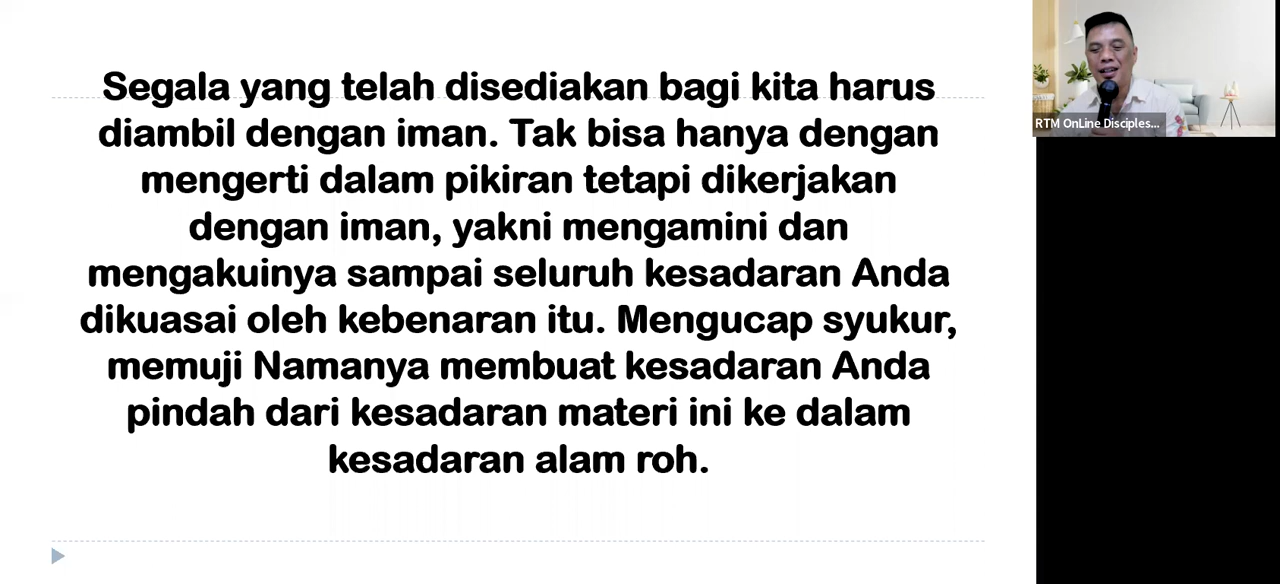 Segala yang telah disediakan bagi kita harus
diambil dengan iman. Tak bisa hanya dengan
mengerti dalam pikiran tetapi dikerjakan
dengan iman, yakni mengamini dan
mengakuinya sampai seluruh kesadaran Anda
dikuasai oleh kebenaran itu. Mengucap syukur,
memuji Namanya membuat kesadaran Anda
pindah dari kesadaran materi ini ke dalam
kesadaran alam roh.
RTM OnLine Disciples...